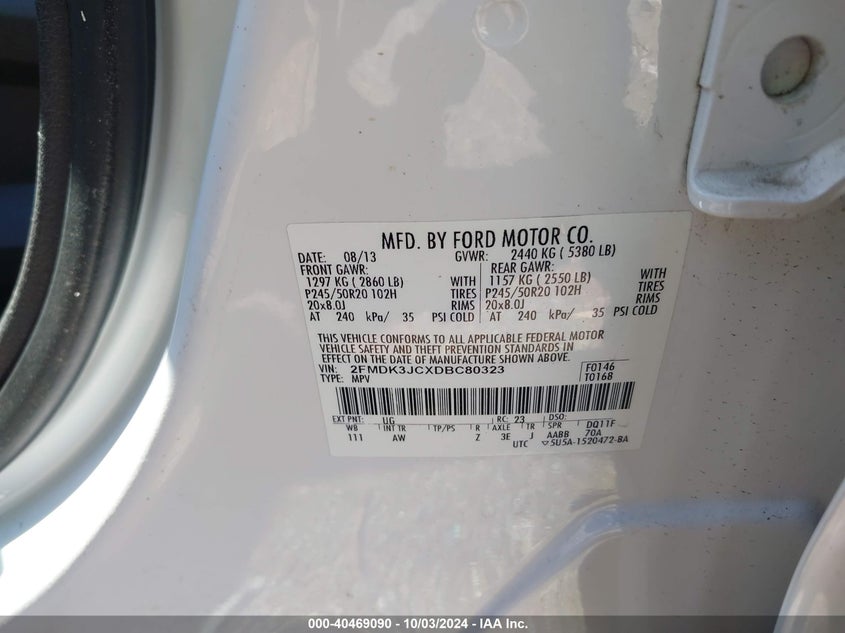 MFD. BY FORD MOTOR CO.
DATE: 08/13 GVWR: 2440 KG ( 5380 LB)
FRONT GAWR: REAR GAWR:
1297 KG ( 2860 LB) WITH 1157 KG ( 2550 LB) WITH
P245/50R20 102H TIRES P245/50R20 102H TIRES
20x8.0J RIMS 20x8.0J RIMS
AT 240 kPa/ 35 PSI COLD AT 240 kPa/ 35 PSI COLD
THIS VEHICLE CONFORMS TO ALL APPLICABLE FEDERAL MOTOR
VEHICLE SAFETY AND THEFT PREVENTION STANDARDS IN
EFFECT ON THE DATE OF MANUFACTURE SHOWN ABOVE.
VIN: 2FMDK3JCXDBC80323 F0146
TYPE: MPV T0168
EXT PNT: UG RC: 23 DSO:
WB INT TR TP/PS R AXLE TR SPR DQ11F
111 AW Z 3E J AABB 70A
UTC ▽5U5A-1520472-BA
000-40469090 - 10/03/2024 - IAA Inc.